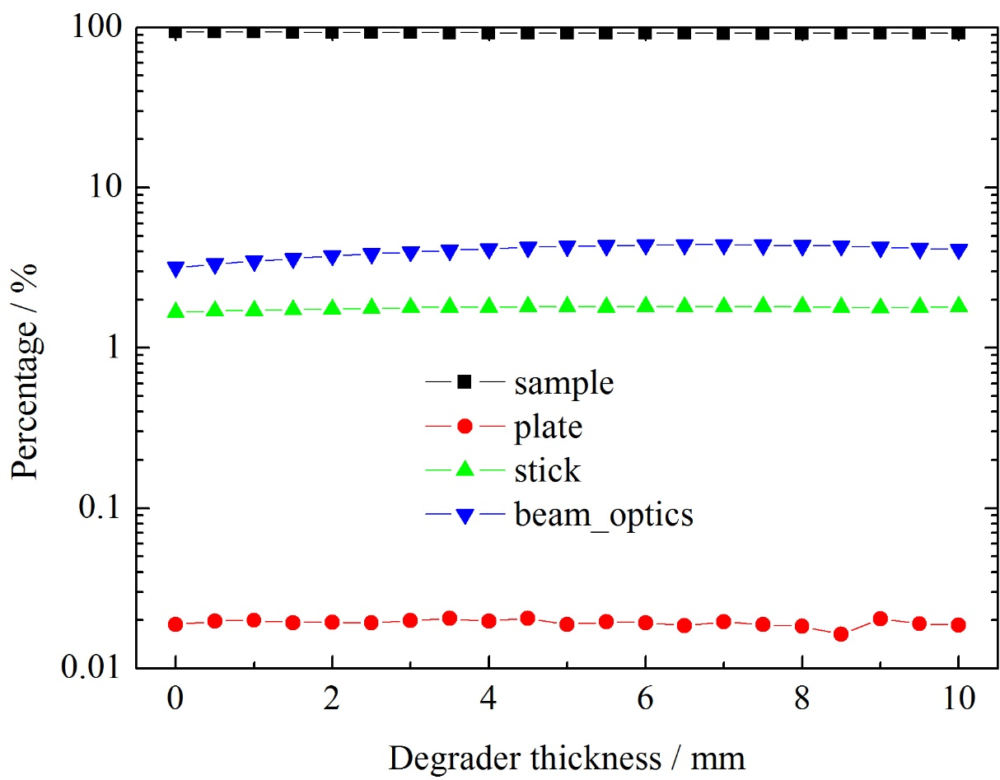 100
10
1
0.1
0.01
Percentage / %
sample
plate
stick
beam_optics
0 2 4 6 8 10
Degrader thickness / mm